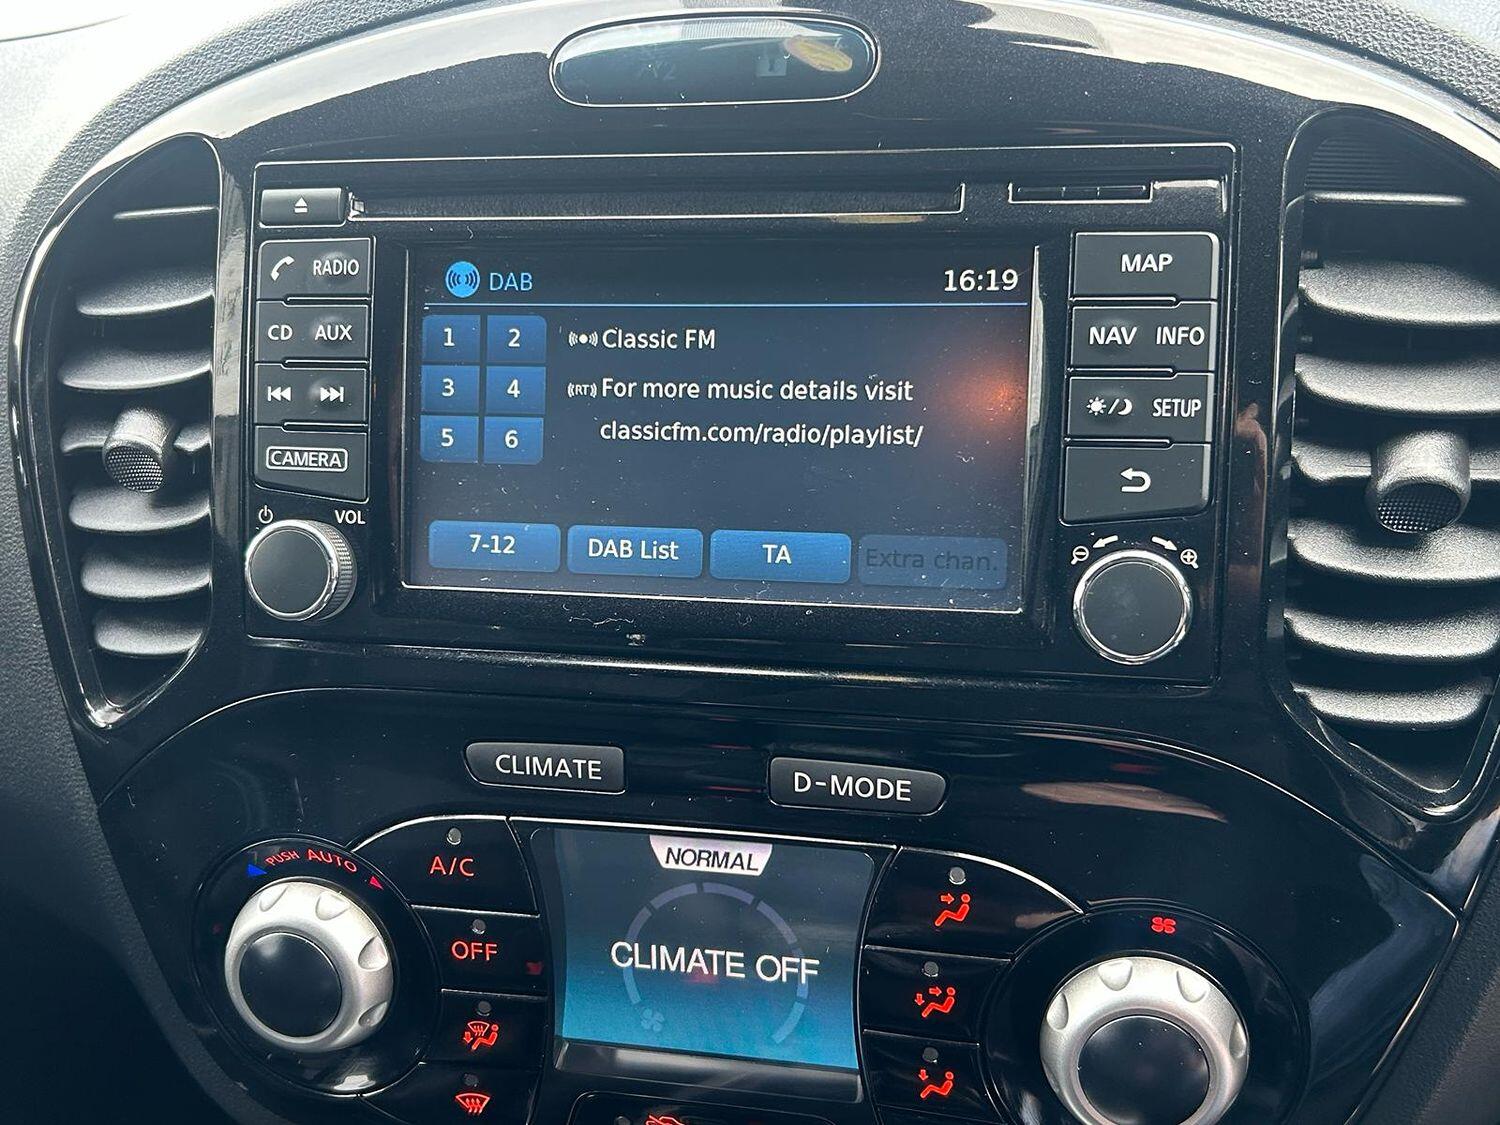 DAB 16:19
1 2
3 4
5 6
Classic FM
RT For more music details visit
classicfm.com/radio/playlist/
7-12 DAB List TA Extra chan.
RADIO
CD AUX
CAMERA
VOL
MAP
NAV INFO
SETUP
CLIMATE
D-MODE
PUSH AUTO
A/C
OFF
NORMAL
CLIMATE OFF